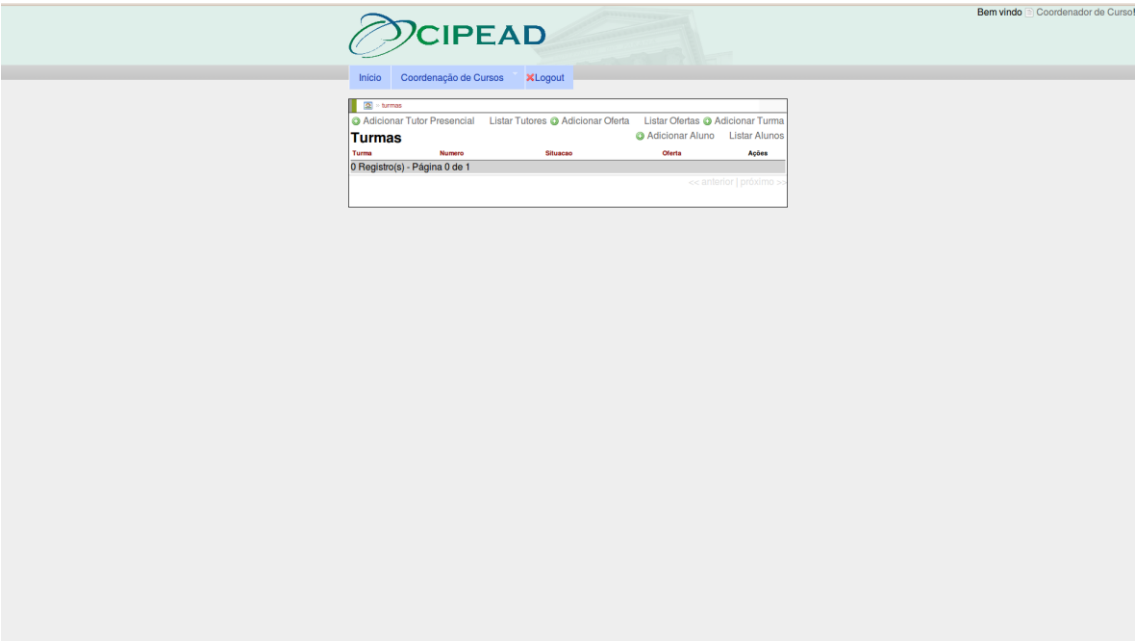 Bem vindo Coordenador de Curso!
CIPEAD
Início Coordenação de Cursos Logout
:: turmas
Adicionar Tutor Presencial Listar Tutores Adicionar Oferta Listar Ofertas Adicionar Turma
Turmas Adicionar Aluno Listar Alunos
Turma Numero Situacao Oferta Ações
0 Registro(s) - Página 0 de 1
<< anterior | próximo >>